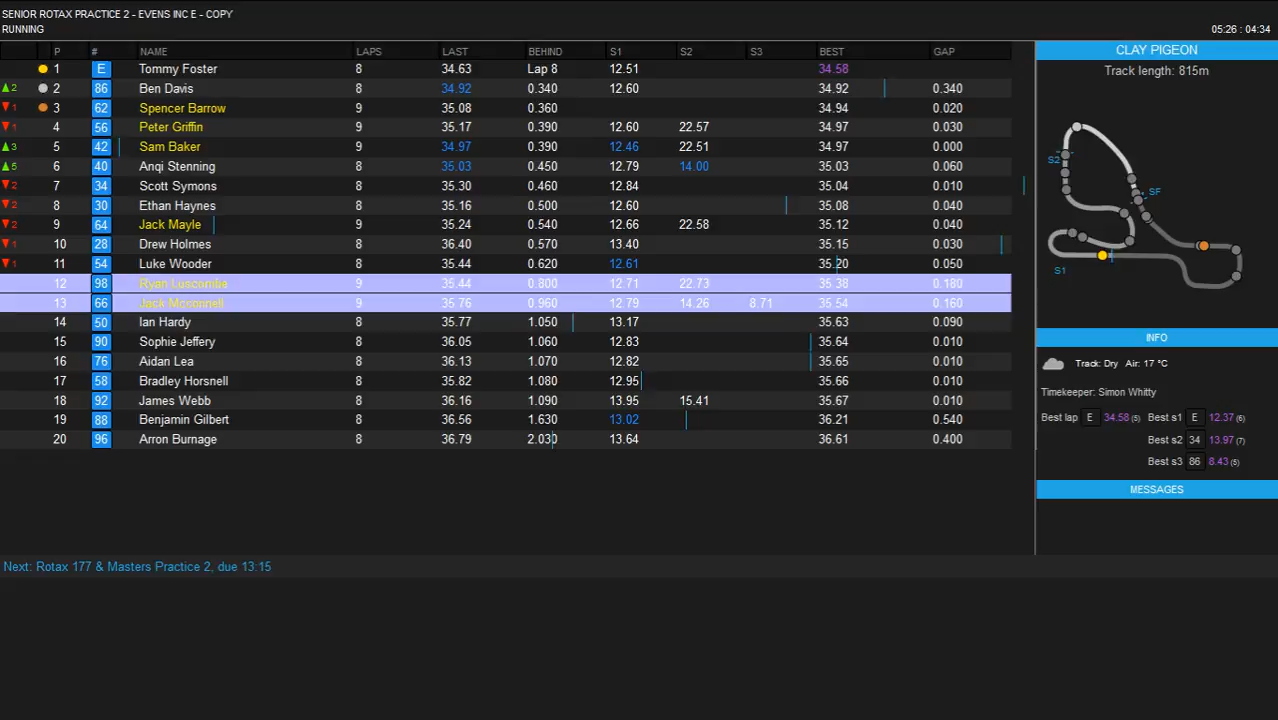 SENIOR ROTAX PRACTICE 2 - EVENS INC E - COPY
RUNNING
05:26 : 04:34
P # NAME LAPS LAST BEHIND S1 S2 S3 BEST GAP
1 E Tommy Foster 8 34.63 Lap 8 12.51 34.58
2 2 86 Ben Davis 8 34.92 0.340 12.60 34.92 0.340
1 3 62 Spencer Barrow 8 35.08 0.360 34.94 0.020
1 4 56 Peter Griffin 9 35.17 0.390 12.60 22.57 34.97 0.030
3 5 42 Sam Baker 9 34.97 0.390 12.46 22.51 34.97 0.000
5 6 40 Anqi Stenning 8 35.03 0.450 12.79 14.00 35.03 0.060
2 7 34 Scott Symons 8 35.30 0.460 12.84 35.04 0.010
2 8 30 Ethan Haynes 8 35.16 0.500 12.60 35.08 0.040
2 9 64 Jack Mayle 9 35.24 0.540 12.66 22.58 35.12 0.040
1 10 28 Drew Holmes 8 36.40 0.570 13.40 35.15 0.030
1 11 54 Luke Wooder 8 35.44 0.620 12.61 35.20 0.050
12 98 Ryan Luscombe 9 35.44 0.800 12.71 22.73 35.38 0.180
13 66 Jack Mcconnell 9 35.76 0.960 12.79 14.26 8.71 35.54 0.160
14 50 Ian Hardy 8 35.77 1.050 13.17 35.63 0.090
15 90 Sophie Jeffery 8 36.05 1.060 12.83 35.64 0.010
16 76 Aidan Lea 8 36.13 1.070 12.82 35.65 0.010
17 58 Bradley Horsnell 8 35.82 1.080 12.95 35.66 0.010
18 92 James Webb 8 36.16 1.090 13.95 15.41 35.67 0.010
19 88 Benjamin Gilbert 8 36.56 1.630 13.02 36.21 0.540
20 96 Arron Burnage 8 36.79 2.030 13.64 36.61 0.400
CLAY PIGEON
Track length: 815m
S2
SF
S1
INFO
Track: Dry Air: 17 °C
Timekeeper: Simon Whitty
Best lap E 34.58 (5) Best s1 E 12.37 (6)
Best s2 34 13.97 (7)
Best s3 86 8.43 (5)
MESSAGES
Next: Rotax 177 & Masters Practice 2, due 13:15